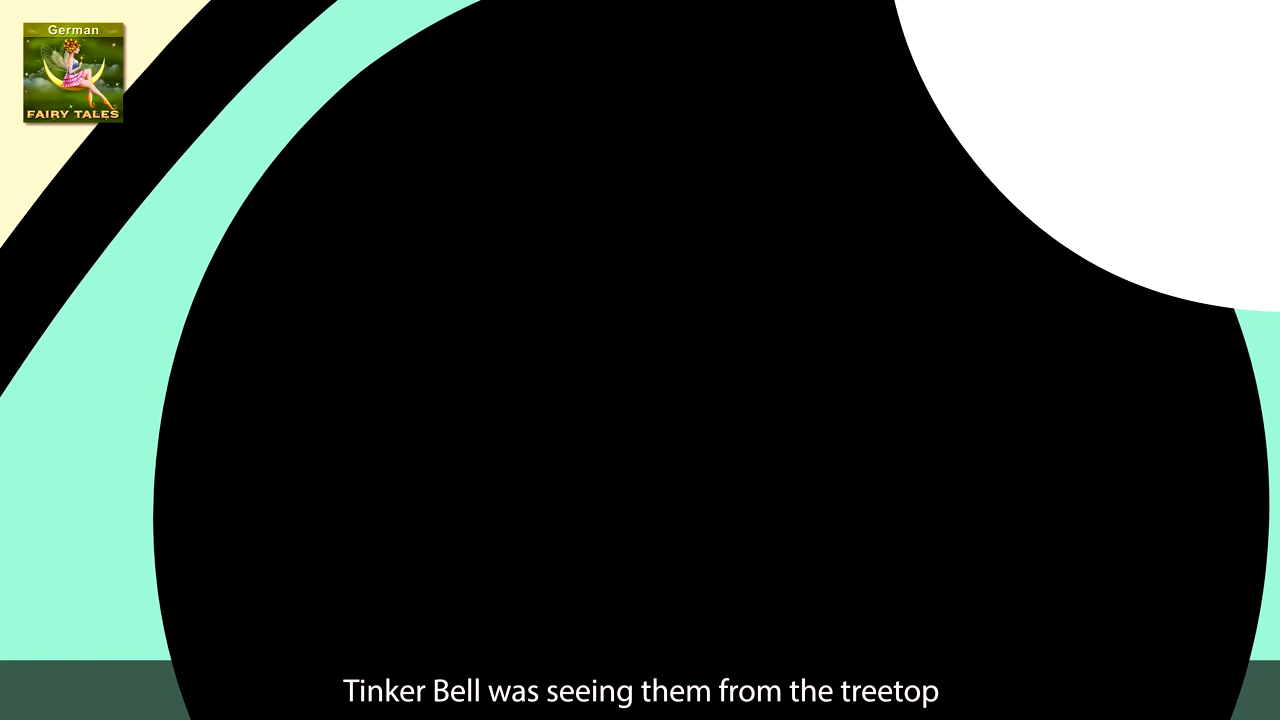 German
FAIRY TALES
Tinker Bell was seeing them from the treetop